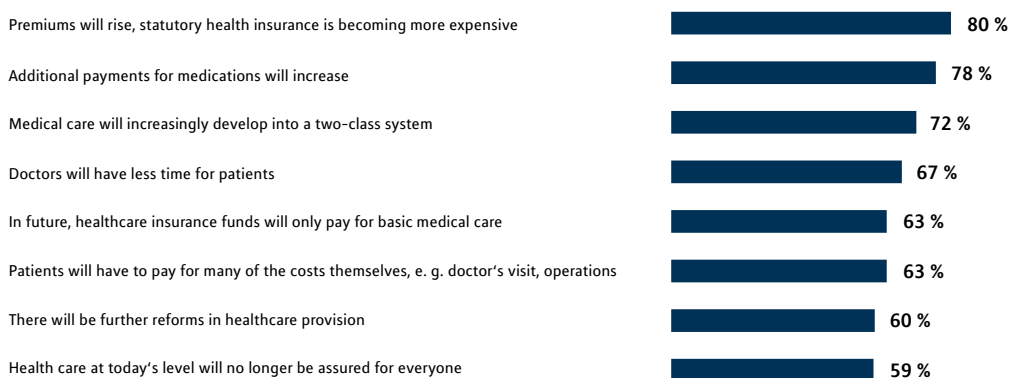 Premiums will rise, statutory health insurance is becoming more expensive 80 %
Additional payments for medications will increase 78 %
Medical care will increasingly develop into a two-class system 72 %
Doctors will have less time for patients 67 %
In future, healthcare insurance funds will only pay for basic medical care 63 %
Patients will have to pay for many of the costs themselves, e. g. doctor‘s visit, operations 63 %
There will be further reforms in healthcare provision 60 %
Health care at today‘s level will no longer be assured for everyone 59 %